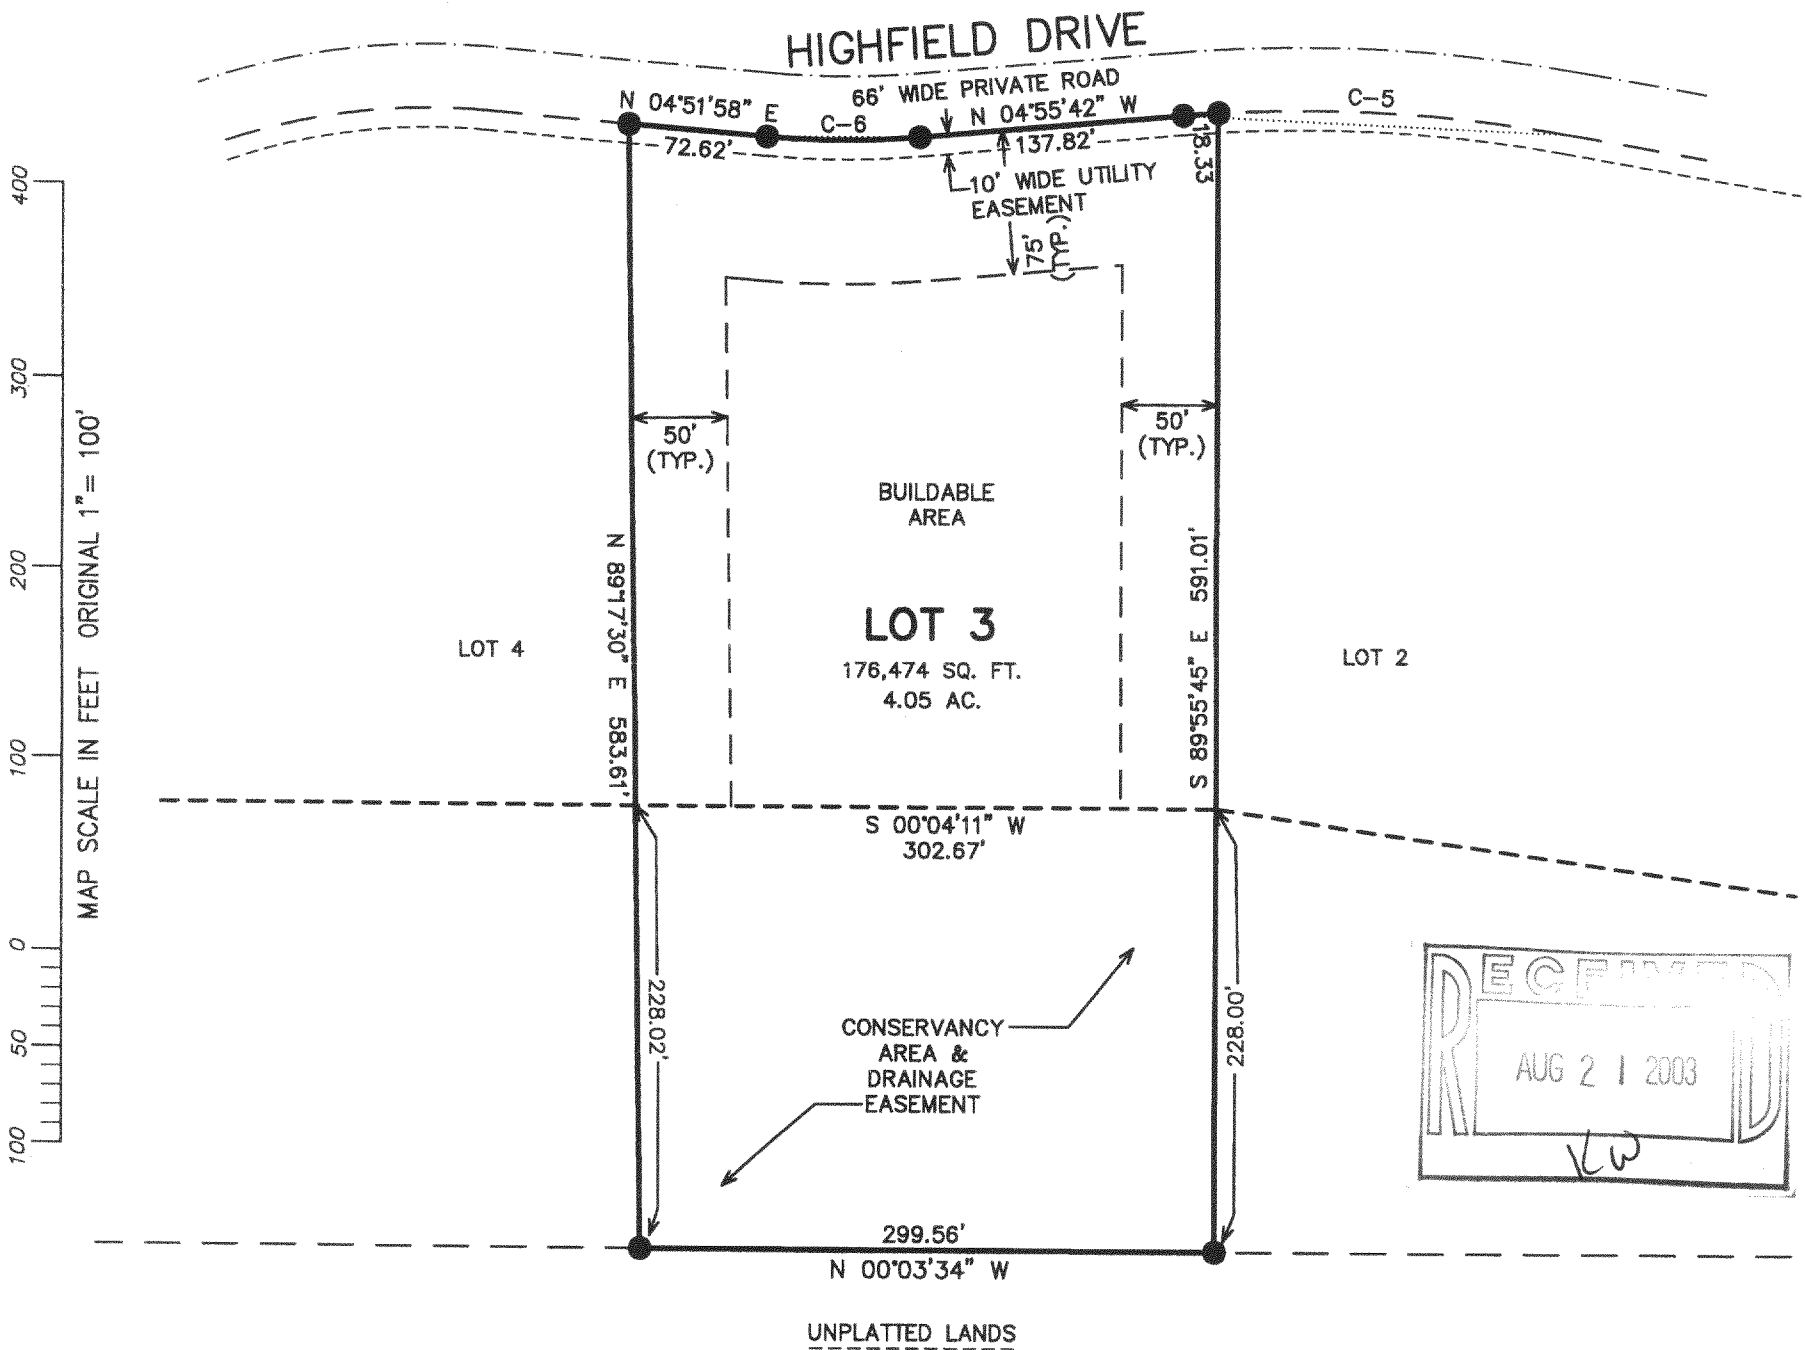 HIGHFIELD DRIVE
66' WIDE PRIVATE ROAD
N 04°51'58" E
72.62'
C-6
N 04°55'42" W
137.82'
18.33
C-5
10' WIDE UTILITY
EASEMENT
75'
(TYP.)
50'
(TYP.)
50'
(TYP.)
BUILDABLE
AREA
LOT 3
176,474 SQ. FT.
4.05 AC.
LOT 4
LOT 2
N 89°17'30" E 583.61'
S 89°55'45" E 591.01'
S 00°04'11" W
302.67'
228.02'
228.00'
CONSERVANCY
AREA &
DRAINAGE
EASEMENT
299.56'
N 00°03'34" W
UNPLATTED LANDS
MAP SCALE IN FEET ORIGINAL 1"= 100'
400
300
200
100
0
50
100
RECEIVED
AUG 2 1 2003
KW